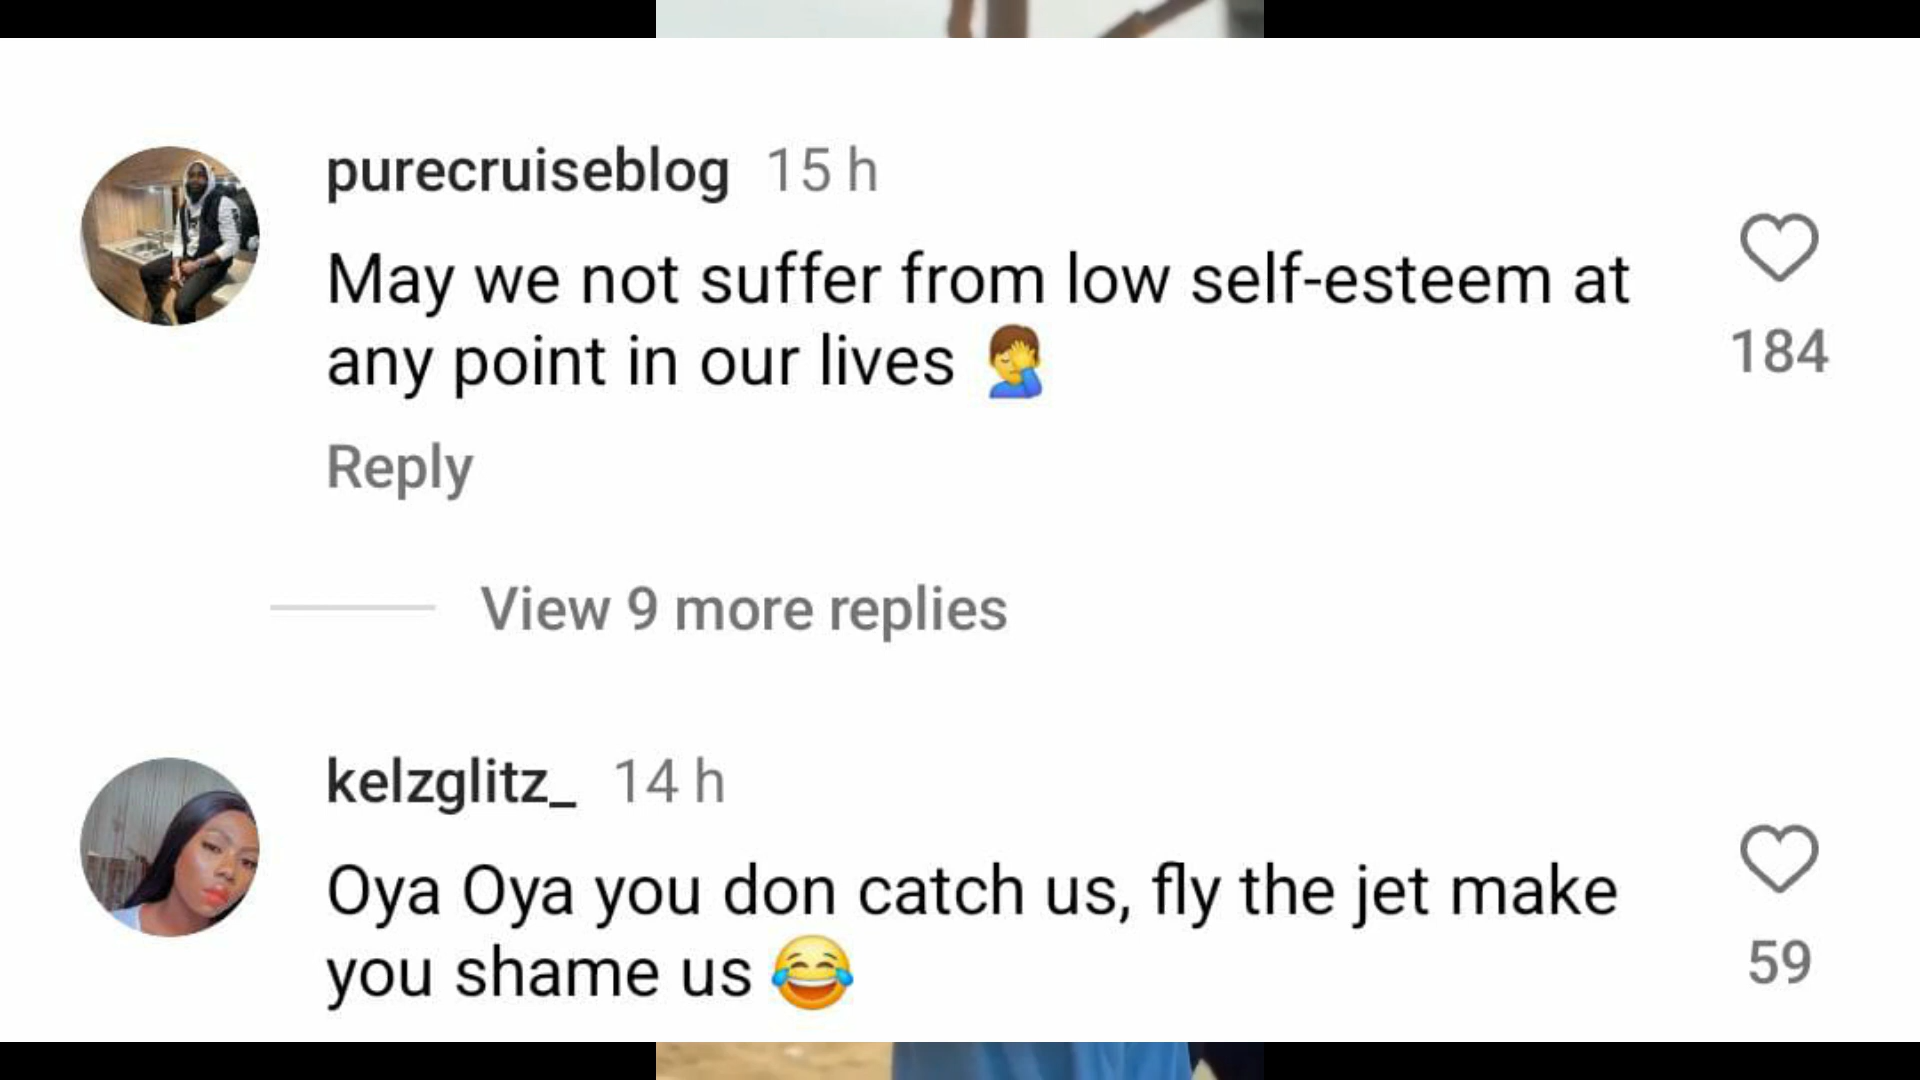 purecruiseblog 15 h
May we not suffer from low self-esteem at
any point in our lives 🤦‍♂️
184
Reply
View 9 more replies
kelzglitz_ 14 h
Oya Oya you don catch us, fly the jet make
you shame us 😂
59